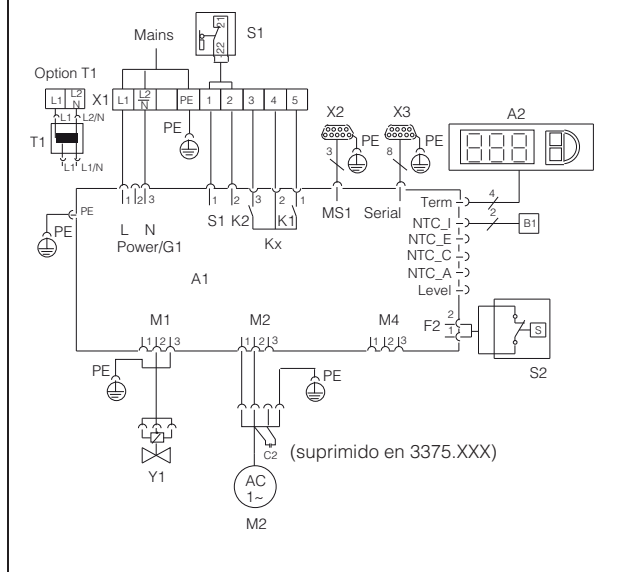 21
22
S1
Mains
Option T1
L1 L2 N
X1
L1 L2 N PE 1 2 3 4 5
L1 L2/N
T1
L1 L1/N
PE
X2
X3
PE
PE
3
8
A2
MS1
Serial
Term
4
NTC_I
2
B1
NTC_E
NTC_C
NTC_A
Level
PE
PE
1 2 3
1 2 3 2 1
L N
S1 K2 K1
Power/G1
Kx
A1
F2
2
1
S
S2
M1
M2
M4
1 2 3
1 2 3
1 2 3
PE
PE
C2
(suprimido en 3375.XXX)
Y1
AC
1~
M2